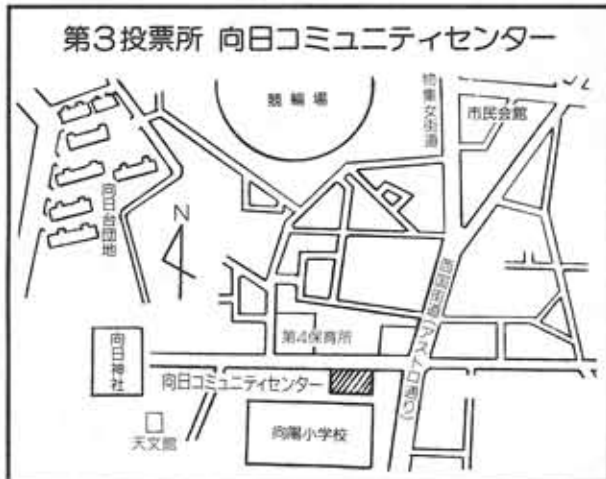 第3投票所 向日コミュニティセンター
競輪場
物集女街道
市民会館
向日台団地
N
西国街道(アストロ通り)
第4保育所
向日神社
向日コミュニティセンター
向陽小学校
天文館